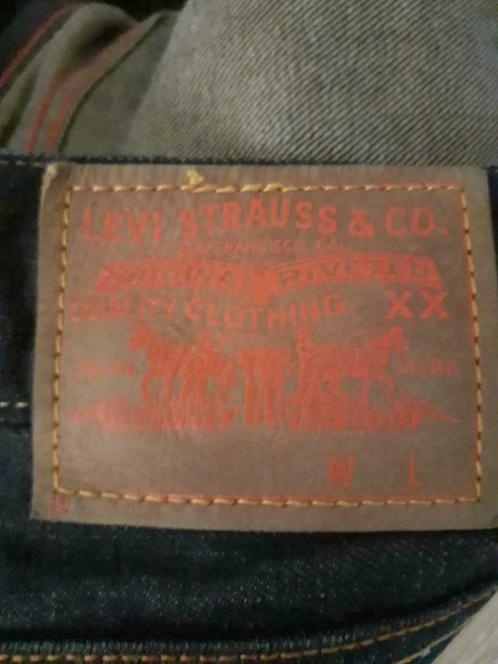 LEVI STRAUSS & CO.
SAN FRANCISCO, CAL.
ORIGINAL RIVETED
QUALITY CLOTHING XX
TRADE MARK
W L